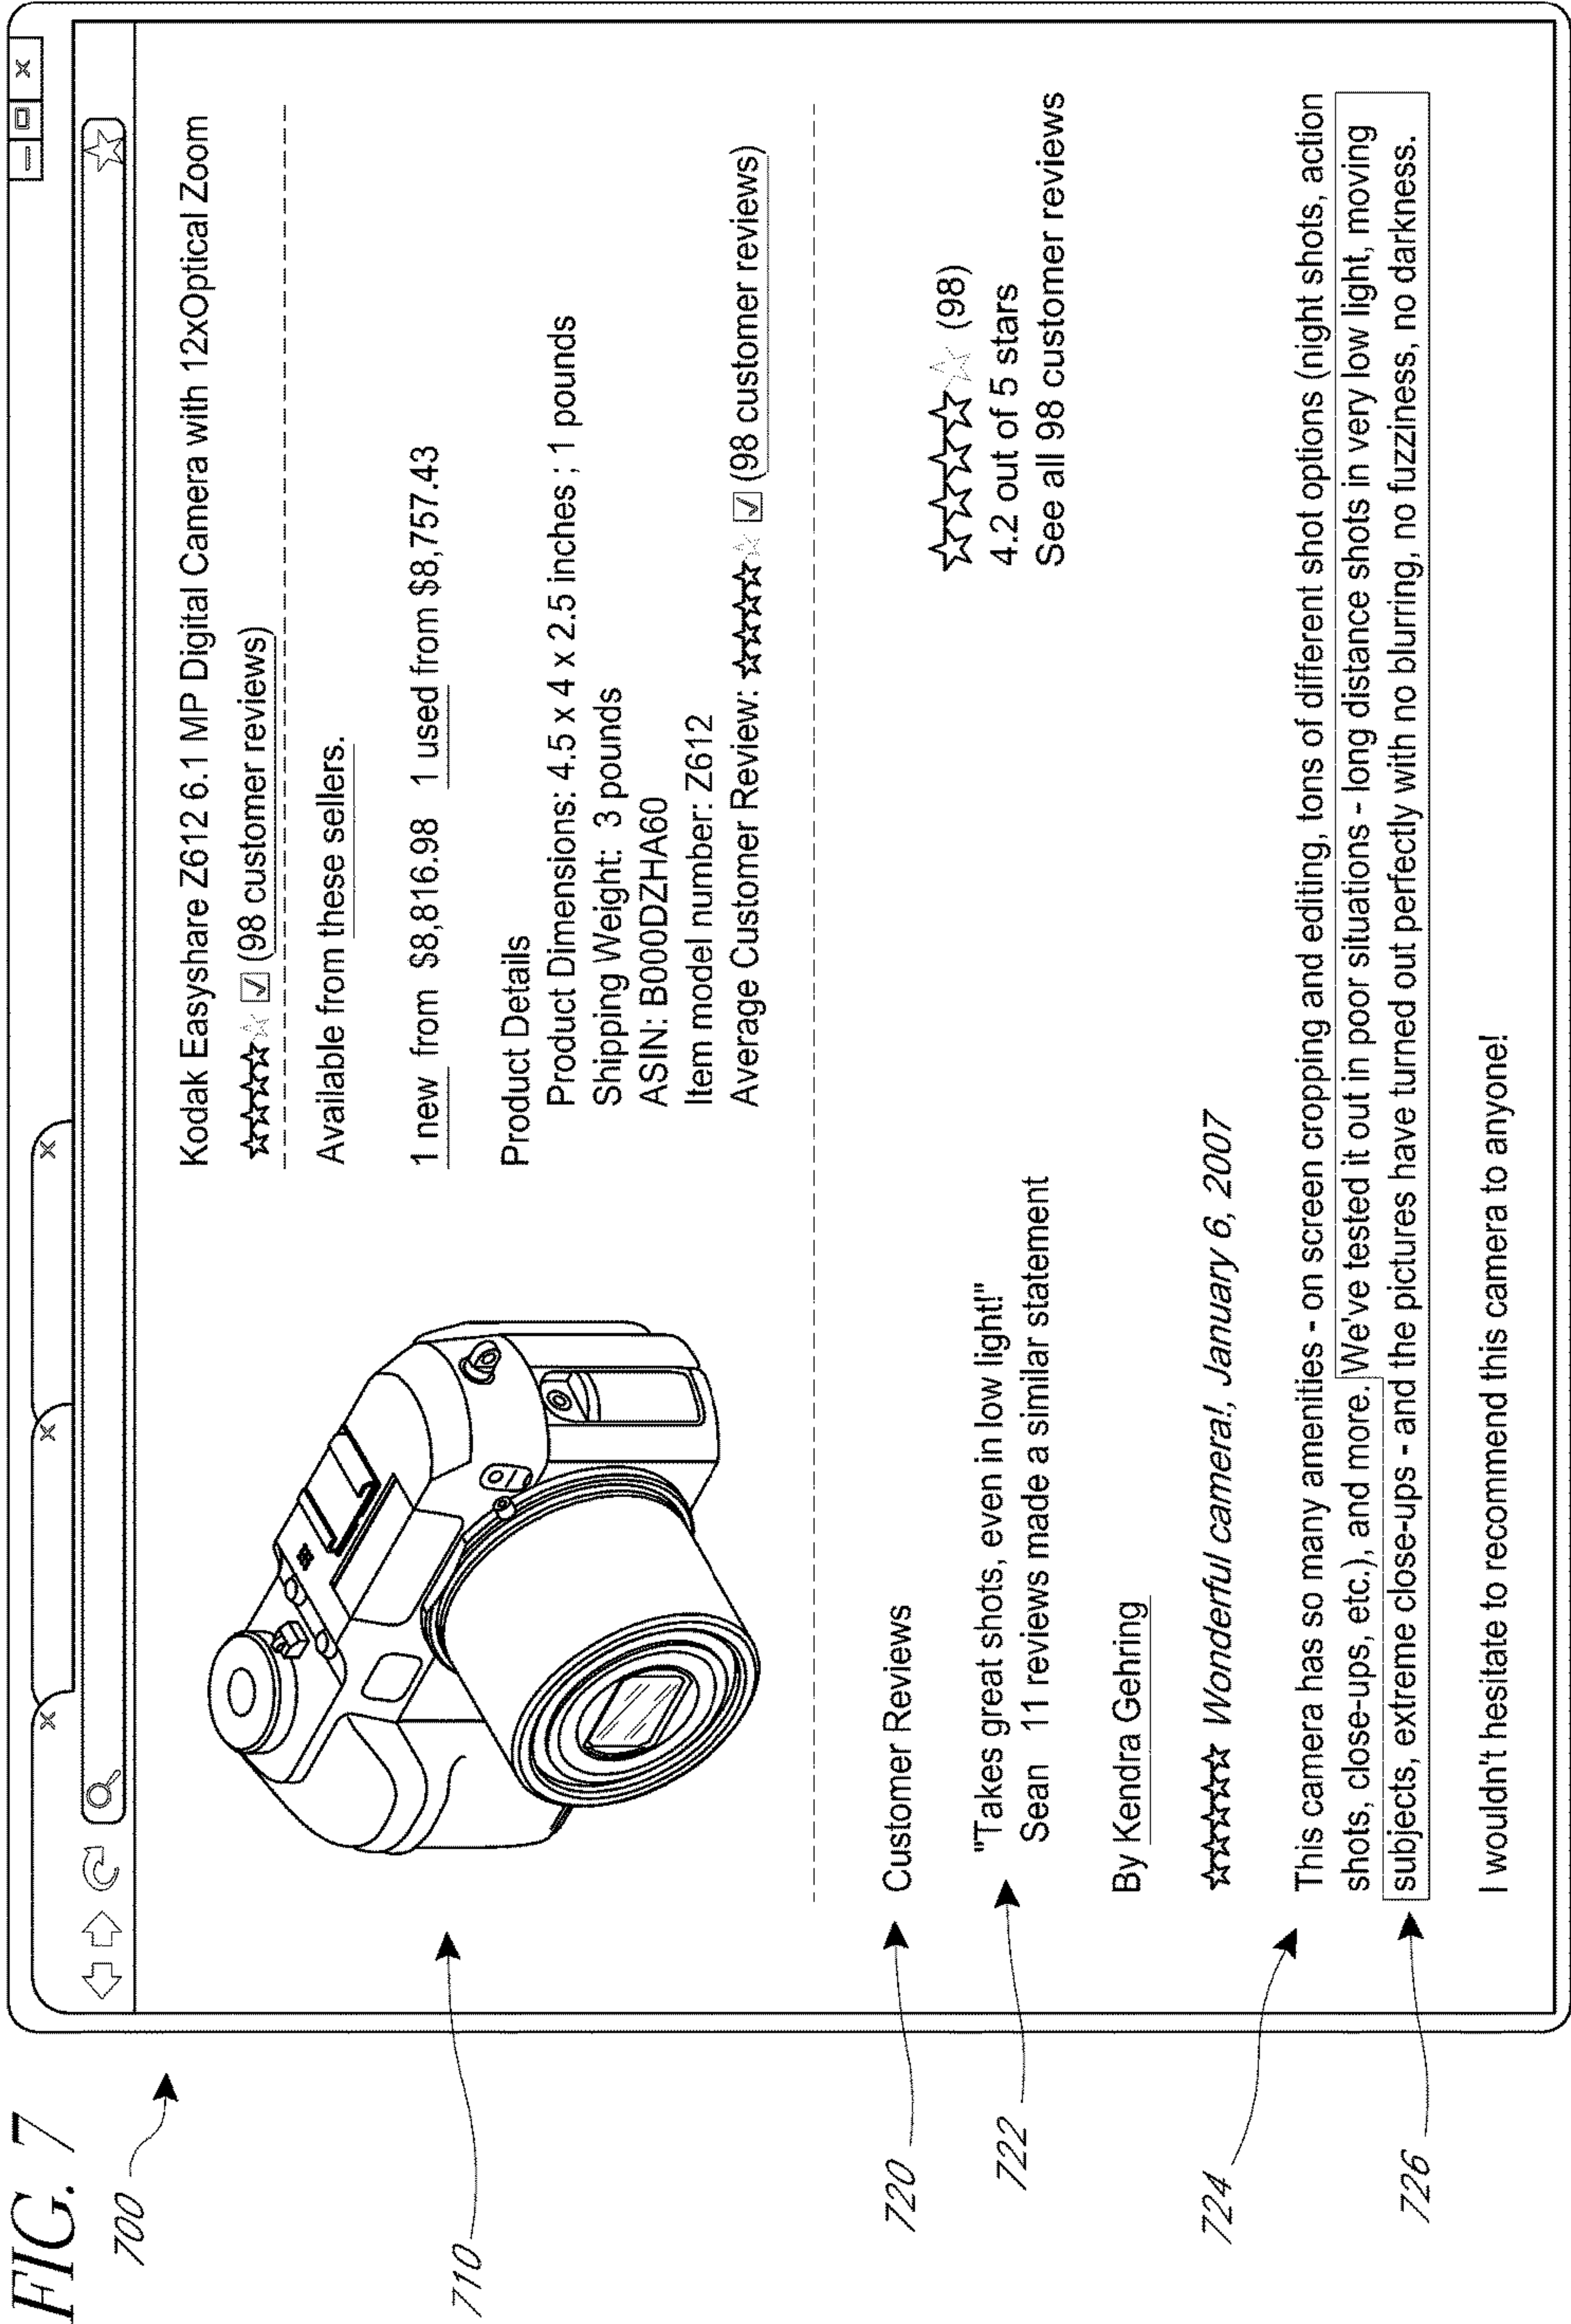 FIG. 7
700
x
x
x
x
Kodak Easyshare Z612 6.1 MP Digital Camera with 12xOptical Zoom
(98 customer reviews)
Available from these sellers.
1 new from $8,816.98 1 used from $8,757.43
710
Product Details
Product Dimensions: 4.5 x 4 x 2.5 inches ; 1 pounds
Shipping Weight: 3 pounds
ASIN: B000DZHA60
Item model number: Z612
Average Customer Review: (98 customer reviews)
720
Customer Reviews
(98)
4.2 out of 5 stars
See all 98 customer reviews
722
"Takes great shots, even in low light!"
Sean 11 reviews made a similar statement
By Kendra Gehring
Wonderful camera!, January 6, 2007
724
This camera has so many amenities - on screen cropping and editing, tons of different shot options (night shots, action
shots, close-ups, etc.), and more. We've tested it out in poor situations - long distance shots in very low light, moving
726
subjects, extreme close-ups - and the pictures have turned out perfectly with no blurring, no fuzziness, no darkness.
I wouldn't hesitate to recommend this camera to anyone!